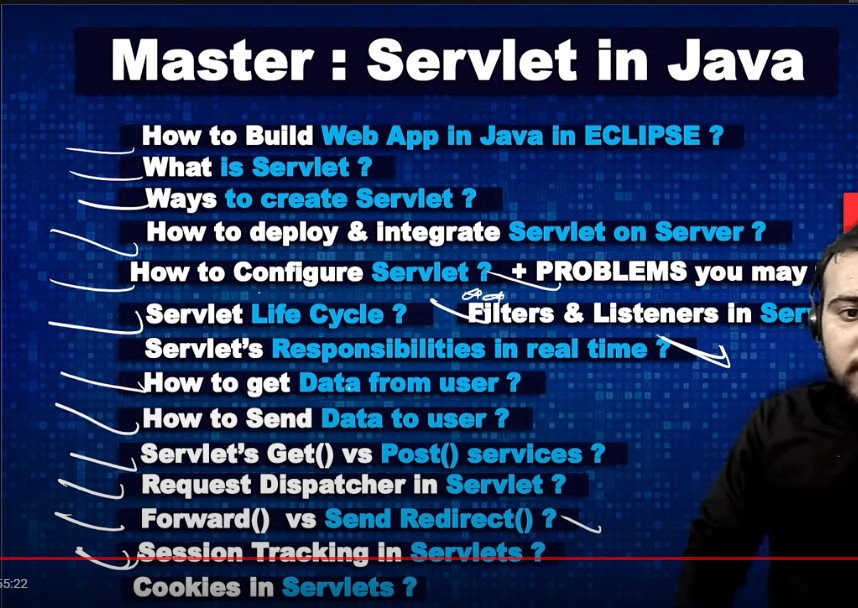 Master : Servlet in Java
How to Build Web App in Java in ECLIPSE ?
What is Servlet ?
Ways to create Servlet ?
How to deploy & integrate Servlet on Server ?
How to Configure Servlet ? + PROBLEMS you may
Servlet Life Cycle ? Filters & Listeners in Ser
Servlet's Responsibilities in real time ?
How to get Data from user ?
How to Send Data to user ?
Servlet's Get() vs Post() services ?
Request Dispatcher in Servlet ?
Forward() vs Send Redirect() ?
Session Tracking in Servlets ?
Cookies in Servlets ?
55:22